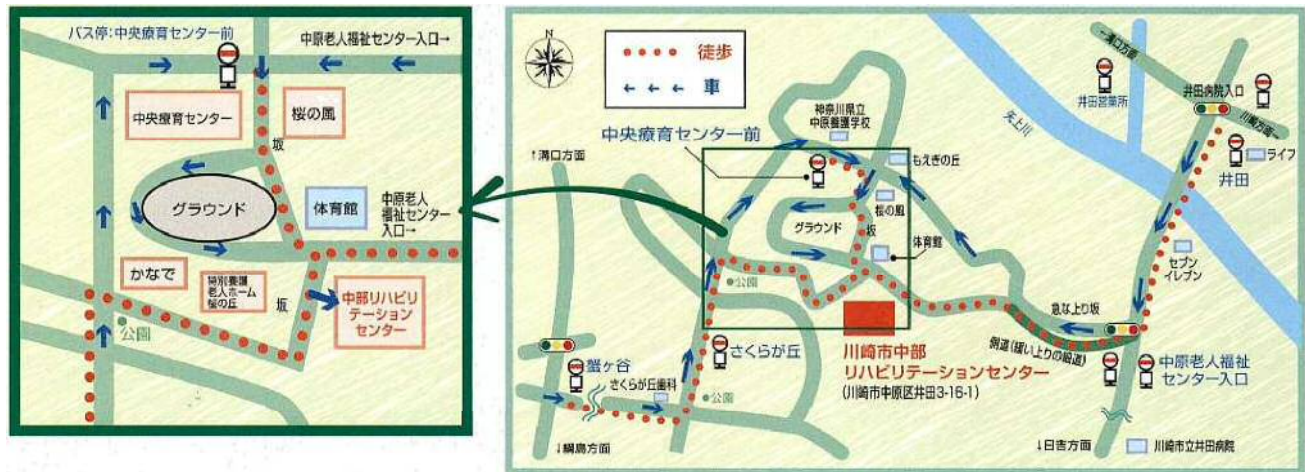 バス停:中央療育センター前
中原老人福祉センター入口→
中央療育センター
桜の風
坂
グラウンド
体育館
中原老人
福祉センター
入口→
かなで
特別養護
老人ホーム
桜の丘
坂
中部リハビリ
テーション
センター
公園
徒歩
車
神奈川県立
中原養護学校
中央療育センター前
↑溝口方面
もえぎの丘
桜の風
坂
グラウンド
体育館
公園
蟹ヶ谷
さくらが丘歯科
さくらが丘
公園
↓綱島方面
川崎市中部
リハビリテーションセンター
(川崎市中原区井田3-16-1)
←溝口方面
井田営業所
井田病院入口
川崎方面→
矢上川
ライフ
井田
セブン
イレブン
急な上り坂
側道(緩い上りの脇道)
中原老人福祉
センター入口
↓日吉方面
川崎市立井田病院